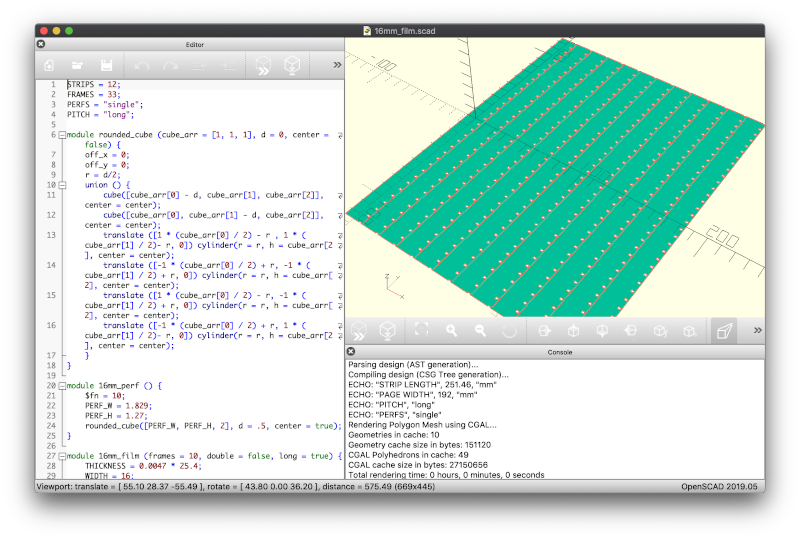 16mm_film.scad
Editor
1 STRIPS = 12;
2 FRAMES = 33;
3 PERFS = "single";
4 PITCH = "long";
5
6 module rounded_cube (cube_arr = [1, 1, 1], d = 0, center =
false) {
7 off_x = 0;
8 off_y = 0;
9 r = d/2;
10 union () {
11 cube([cube_arr[0] - d, cube_arr[1], cube_arr[2]],
center = center);
12 cube([cube_arr[0], cube_arr[1] - d, cube_arr[2]],
center = center);
13 translate ([1 * (cube_arr[0] / 2) - r , 1 * (
cube_arr[1] / 2)- r, 0]) cylinder(r = r, h = cube_arr[2
], center = center);
14 translate ([-1 * (cube_arr[0] / 2) + r, -1 * (
cube_arr[1] / 2) + r, 0]) cylinder(r = r, h = cube_arr[
2], center = center);
15 translate ([1 * (cube_arr[0] / 2) - r, -1 * (
cube_arr[1] / 2) + r, 0]) cylinder(r = r, h = cube_arr[
2], center = center);
16 translate ([-1 * (cube_arr[0] / 2) + r, 1 * (
cube_arr[1] / 2)- r, 0]) cylinder(r = r, h = cube_arr[2
], center = center);
17 }
18 }
19
20 module 16mm_perf () {
21 $fn = 10;
22 PERF_W = 1.829;
23 PERF_H = 1.27;
24 rounded_cube([PERF_W, PERF_H, 2], d = .5, center = true);
25 }
26
27 module 16mm_film (frames = 10, double = false, long = true) {
28 THICKNESS = 0.0047 * 25.4;
29 WIDTH = 16;
-100
200
Z
X
Console
Parsing design (AST generation)...
Compiling design (CSG Tree generation)...
ECHO: "STRIP LENGTH", 251.46, "mm"
ECHO: "PAGE WIDTH", 192, "mm"
ECHO: "PITCH", "long"
ECHO: "PERFS", "single"
Rendering Polygon Mesh using CGAL...
Geometries in cache: 10
Geometry cache size in bytes: 151120
CGAL Polyhedrons in cache: 49
CGAL cache size in bytes: 27150656
Total rendering time: 0 hours, 0 minutes, 0 seconds
Viewport: translate = [ 55.10 28.37 -55.49 ], rotate = [ 43.80 0.00 36.20 ], distance = 575.49 (669x445)
OpenSCAD 2019.05